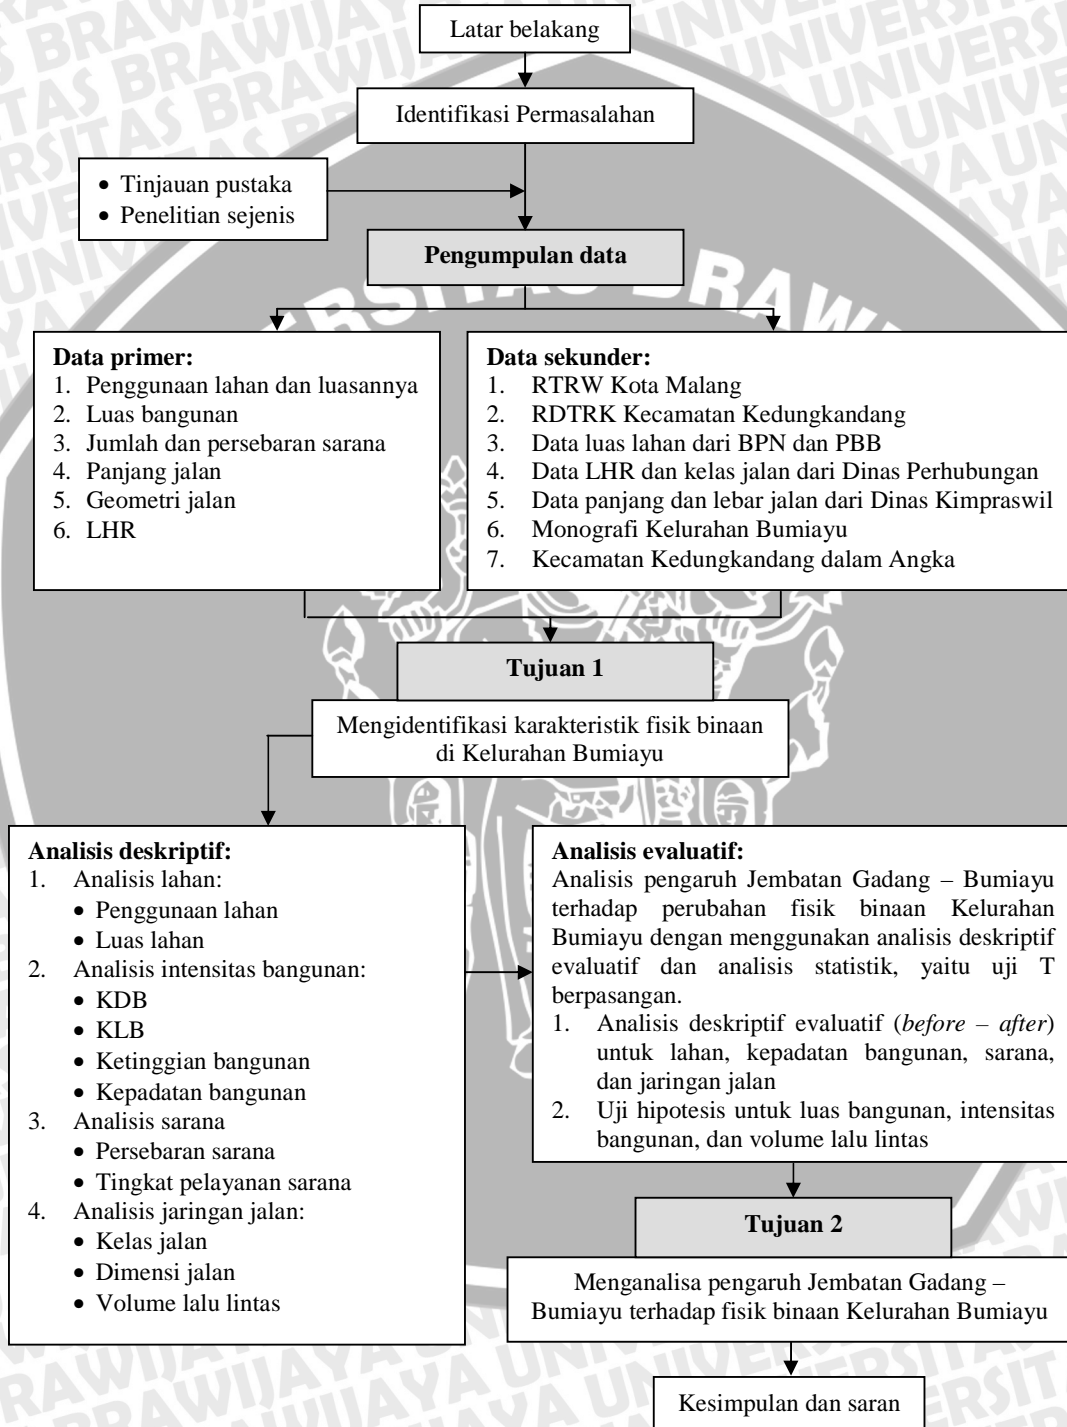 Latar belakang
Identifikasi Permasalahan
• Tinjauan pustaka
• Penelitian sejenis
Pengumpulan data
Data primer:
1. Penggunaan lahan dan luasannya
2. Luas bangunan
3. Jumlah dan persebaran sarana
4. Panjang jalan
5. Geometri jalan
6. LHR
Data sekunder:
1. RTRW Kota Malang
2. RDTRK Kecamatan Kedungkandang
3. Data luas lahan dari BPN dan PBB
4. Data LHR dan kelas jalan dari Dinas Perhubungan
5. Data panjang dan lebar jalan dari Dinas Kimpraswil
6. Monografi Kelurahan Bumiayu
7. Kecamatan Kedungkandang dalam Angka
Tujuan 1
Mengidentifikasi karakteristik fisik binaan
di Kelurahan Bumiayu
Analisis deskriptif:
1. Analisis lahan:
• Penggunaan lahan
• Luas lahan
2. Analisis intensitas bangunan:
• KDB
• KLB
• Ketinggian bangunan
• Kepadatan bangunan
3. Analisis sarana
• Persebaran sarana
• Tingkat pelayanan sarana
4. Analisis jaringan jalan:
• Kelas jalan
• Dimensi jalan
• Volume lalu lintas
Analisis evaluatif:
Analisis pengaruh Jembatan Gadang – Bumiayu
terhadap perubahan fisik binaan Kelurahan
Bumiayu dengan menggunakan analisis deskriptif
evaluatif dan analisis statistik, yaitu uji T
berpasangan.
1. Analisis deskriptif evaluatif (before – after)
untuk lahan, kepadatan bangunan, sarana,
dan jaringan jalan
2. Uji hipotesis untuk luas bangunan, intensitas
bangunan, dan volume lalu lintas
Tujuan 2
Menganalisa pengaruh Jembatan Gadang –
Bumiayu terhadap fisik binaan Kelurahan Bumiayu
Kesimpulan dan saran